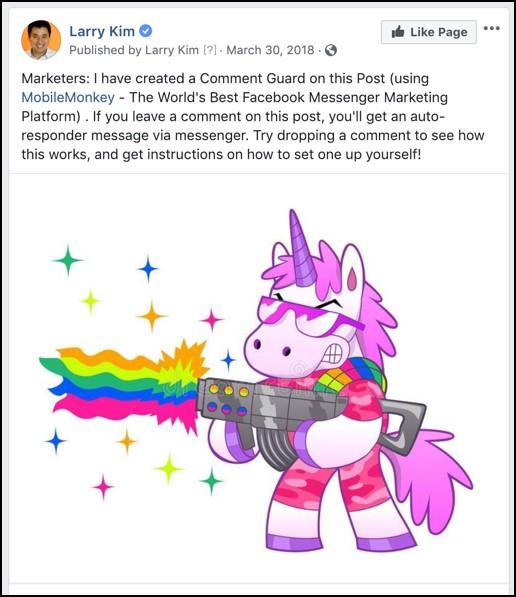 Larry Kim
Like Page
Published by Larry Kim [?] · March 30, 2018 ·
Marketers: I have created a Comment Guard on this Post (using
MobileMonkey - The World's Best Facebook Messenger Marketing
Platform) . If you leave a comment on this post, you'll get an auto-
responder message via messenger. Try dropping a comment to see how
this works, and get instructions on how to set one up yourself!